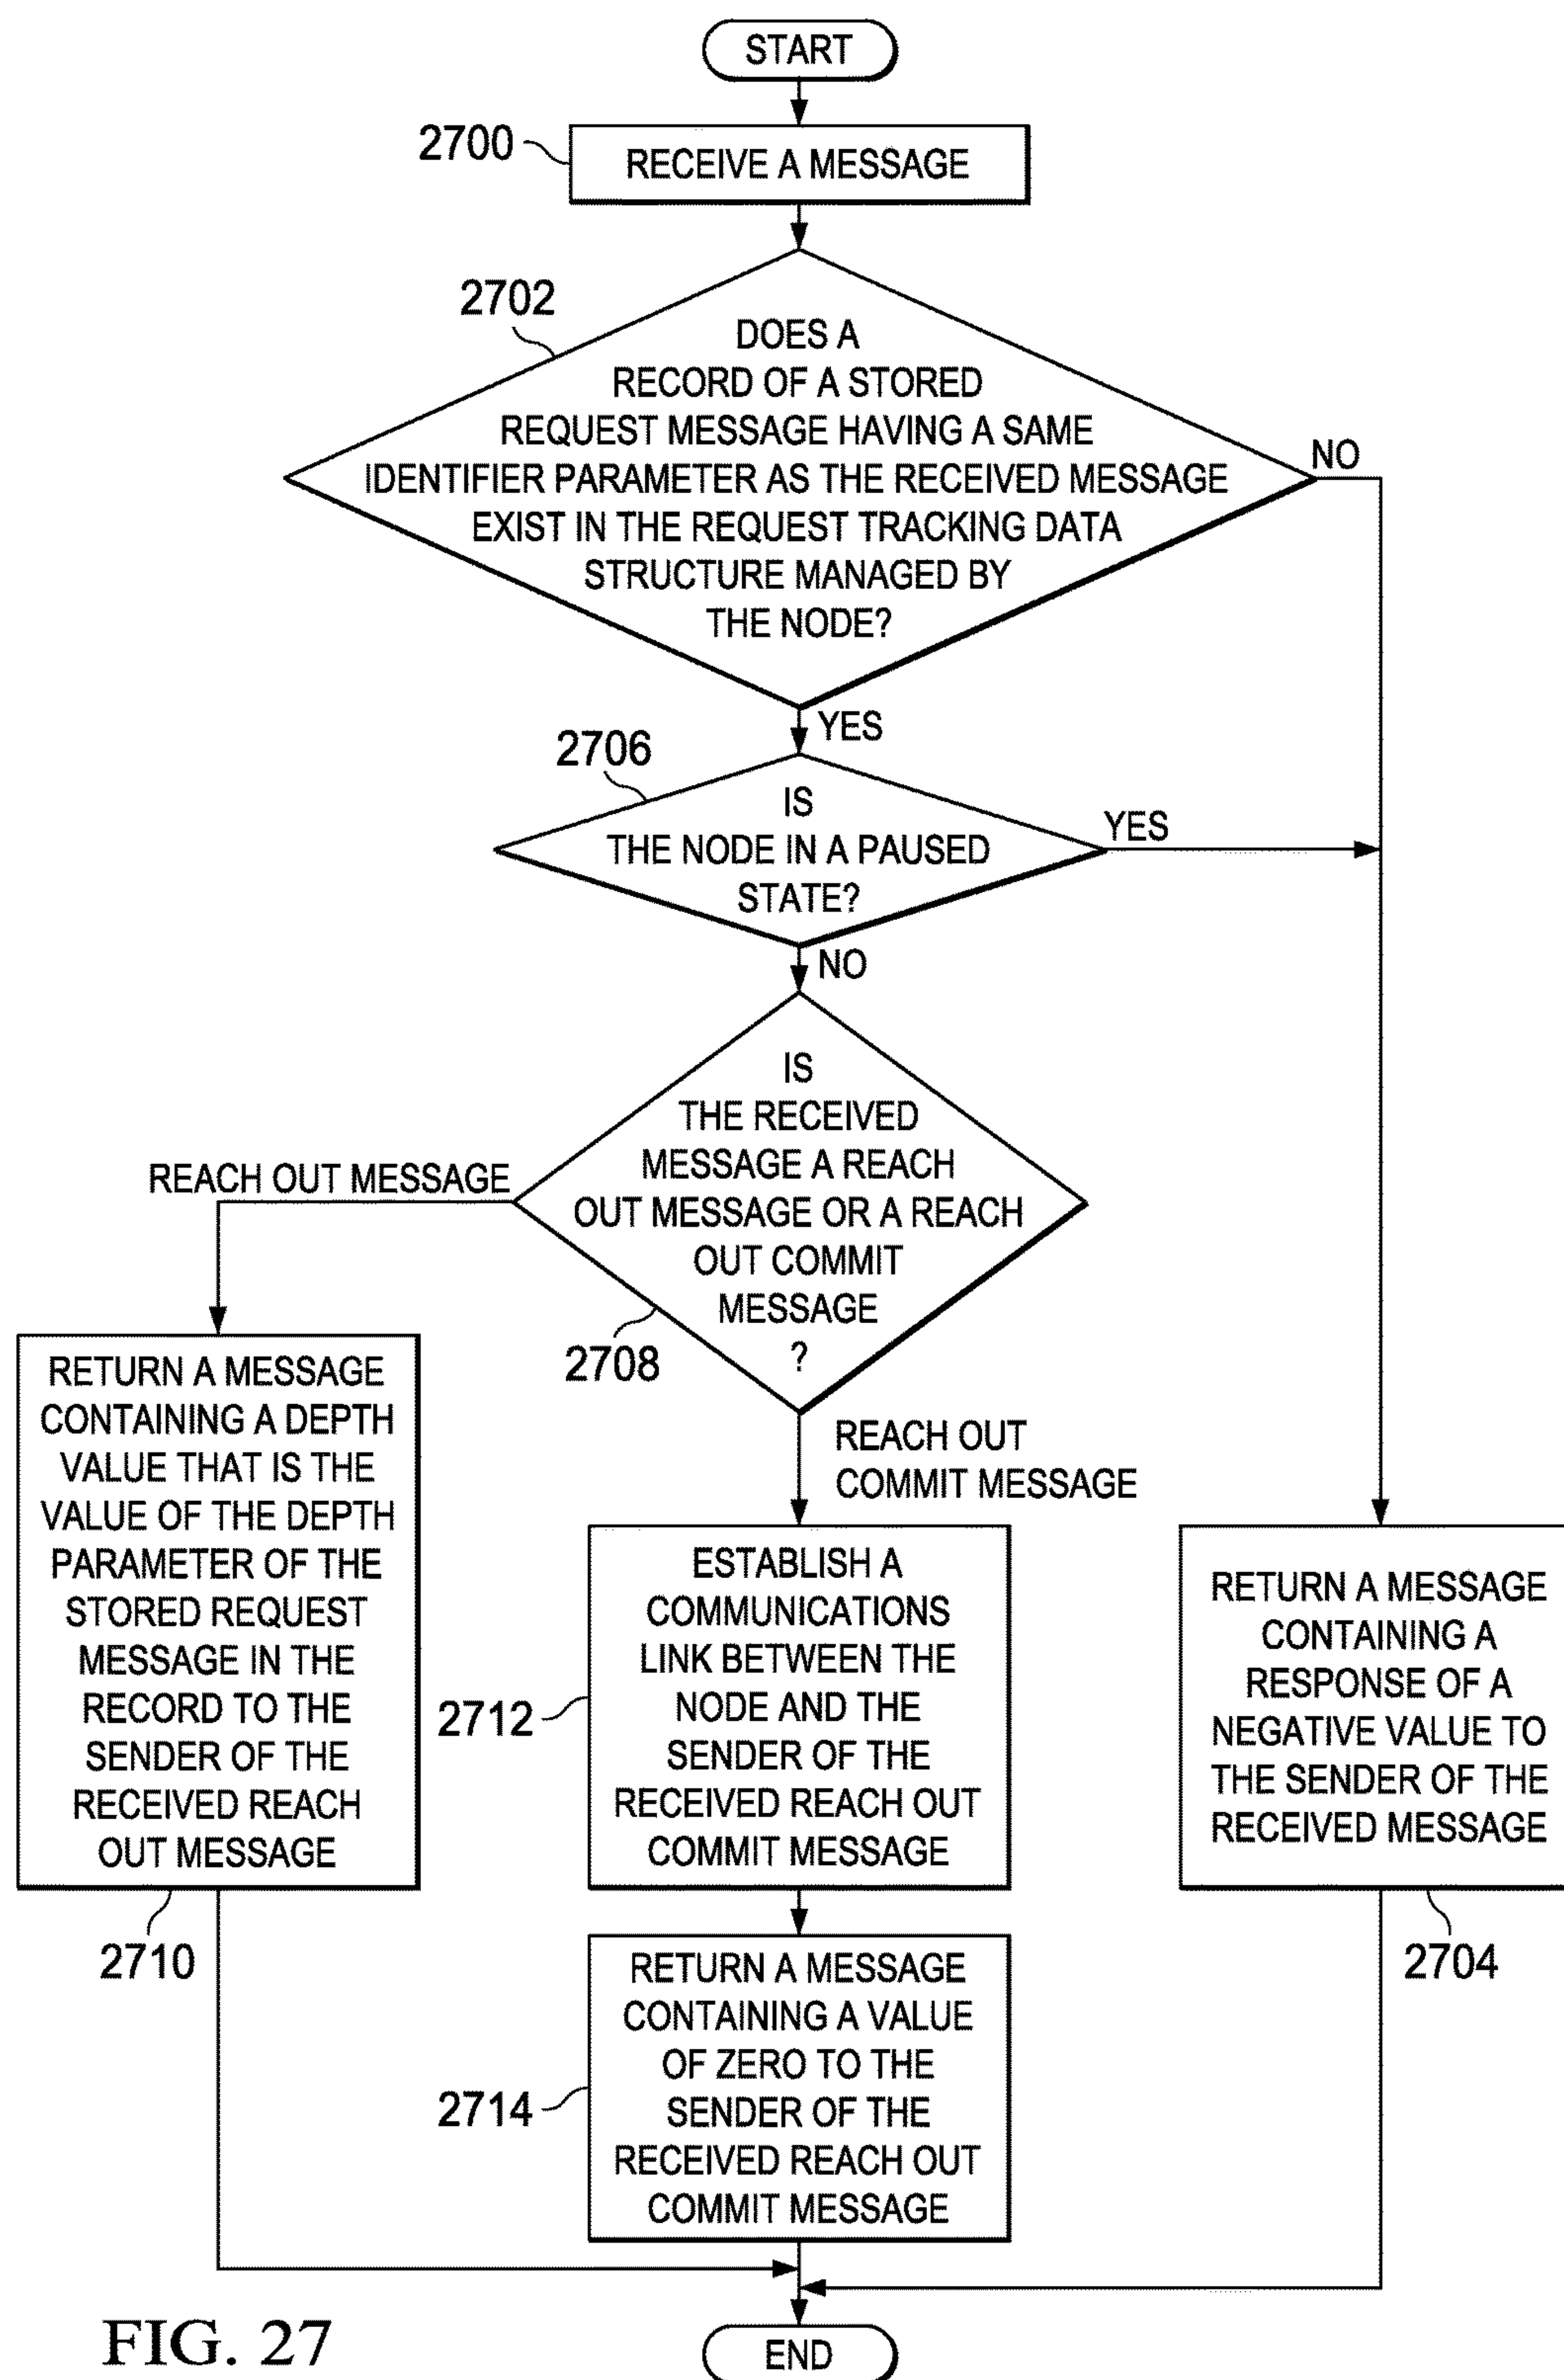 START
2700
RECEIVE A MESSAGE
2702
DOES A
RECORD OF A STORED
REQUEST MESSAGE HAVING A SAME
IDENTIFIER PARAMETER AS THE RECEIVED MESSAGE
EXIST IN THE REQUEST TRACKING DATA
STRUCTURE MANAGED BY
THE NODE?
NO
YES
2706
IS
THE NODE IN A PAUSED
STATE?
YES
NO
IS
THE RECEIVED
MESSAGE A REACH
OUT MESSAGE OR A REACH
OUT COMMIT
MESSAGE
?
2708
REACH OUT MESSAGE
REACH OUT
COMMIT MESSAGE
RETURN A MESSAGE
CONTAINING A DEPTH
VALUE THAT IS THE
VALUE OF THE DEPTH
PARAMETER OF THE
STORED REQUEST
MESSAGE IN THE
RECORD TO THE
SENDER OF THE
RECEIVED REACH
OUT MESSAGE
2710
ESTABLISH A
COMMUNICATIONS
LINK BETWEEN THE
NODE AND THE
SENDER OF THE
RECEIVED REACH OUT
COMMIT MESSAGE
2712
RETURN A MESSAGE
CONTAINING A
RESPONSE OF A
NEGATIVE VALUE TO
THE SENDER OF THE
RECEIVED MESSAGE
2704
RETURN A MESSAGE
CONTAINING A VALUE
OF ZERO TO THE
SENDER OF THE
RECEIVED REACH OUT
COMMIT MESSAGE
2714
END
FIG. 27